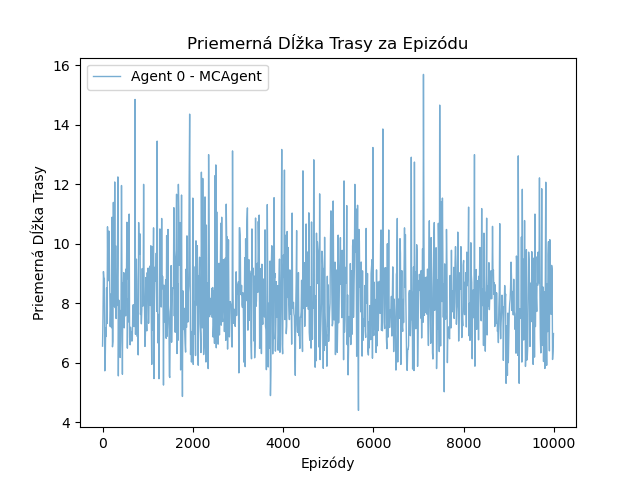 Priemerná Dĺžka Trasy za Epizódu
Agent 0 - MCAgent
Priemerná Dĺžka Trasy
16
14
12
10
8
6
4
0 2000 4000 6000 8000 10000
Epizódy